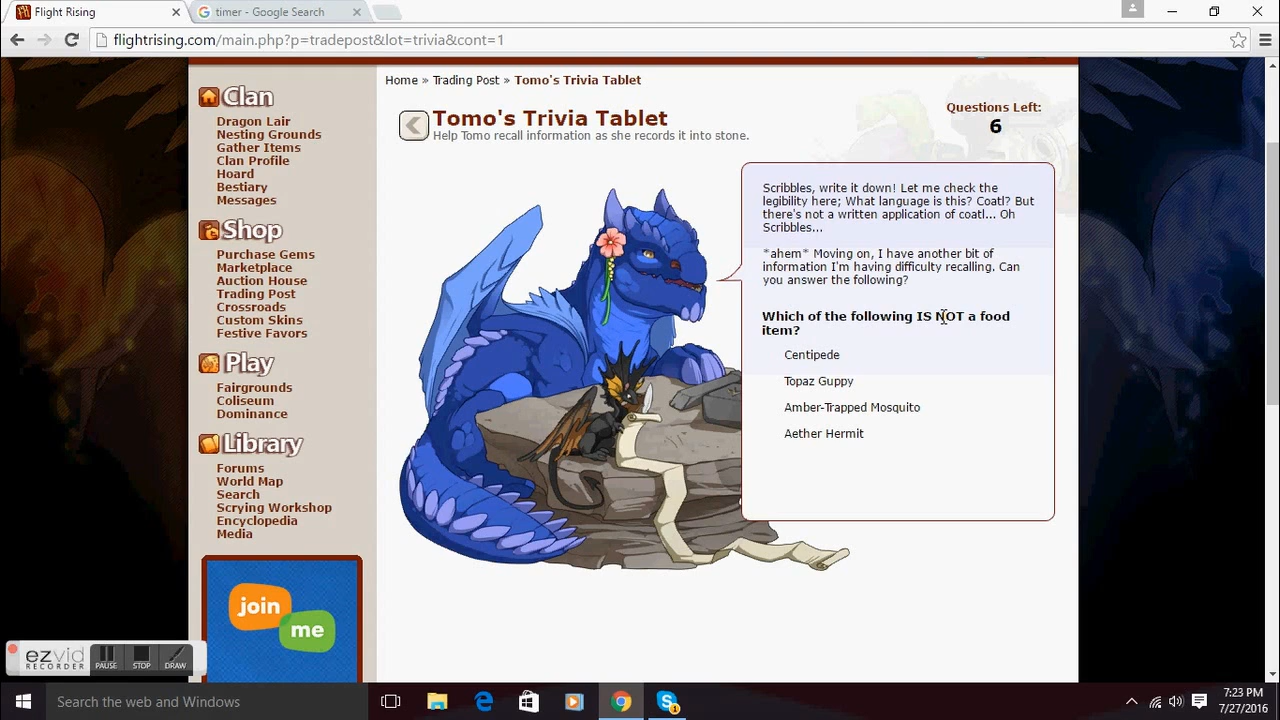 Flight Rising
timer - Google Search
flightrising.com/main.php?p=tradepost&lot=trivia&cont=1
Clan
Dragon Lair
Nesting Grounds
Gather Items
Clan Profile
Hoard
Bestiary
Messages
Shop
Purchase Gems
Marketplace
Auction House
Trading Post
Crossroads
Custom Skins
Festive Favors
Play
Fairgrounds
Coliseum
Dominance
Library
Forums
World Map
Search
Scrying Workshop
Encyclopedia
Media
join
me
Home » Trading Post » Tomo's Trivia Tablet
Tomo's Trivia Tablet
Help Tomo recall information as she records it into stone.
Questions Left:
6
Scribbles, write it down! Let me check the
legibility here; What language is this? Coatl? But
there's not a written application of coatl... Oh
Scribbles...
*ahem* Moving on, I have another bit of
information I'm having difficulty recalling. Can
you answer the following?
Which of the following IS NOT a food
item?
Centipede
Topaz Guppy
Amber-Trapped Mosquito
Aether Hermit
ezvid
RECORDER
PAUSE
STOP
DRAW
Search the web and Windows
1
7:23 PM
7/27/2016